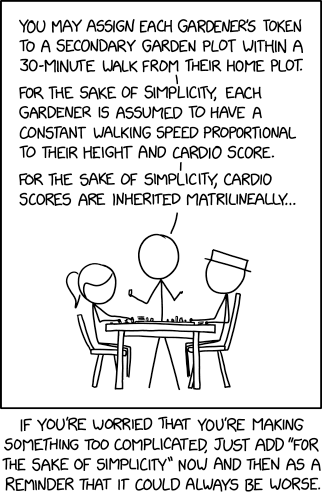 YOU MAY ASSIGN EACH GARDENER'S TOKEN
TO A SECONDARY GARDEN PLOT WITHIN A
30-MINUTE WALK FROM THEIR HOME PLOT.
FOR THE SAKE OF SIMPLICITY, EACH
GARDENER IS ASSUMED TO HAVE A
CONSTANT WALKING SPEED PROPORTIONAL
TO THEIR HEIGHT AND CARDIO SCORE.
FOR THE SAKE OF SIMPLICITY, CARDIO
SCORES ARE INHERITED MATRILINEALLY...
IF YOU'RE WORRIED THAT YOU'RE MAKING
SOMETHING TOO COMPLICATED, JUST ADD "FOR
THE SAKE OF SIMPLICITY" NOW AND THEN AS A
REMINDER THAT IT COULD ALWAYS BE WORSE.